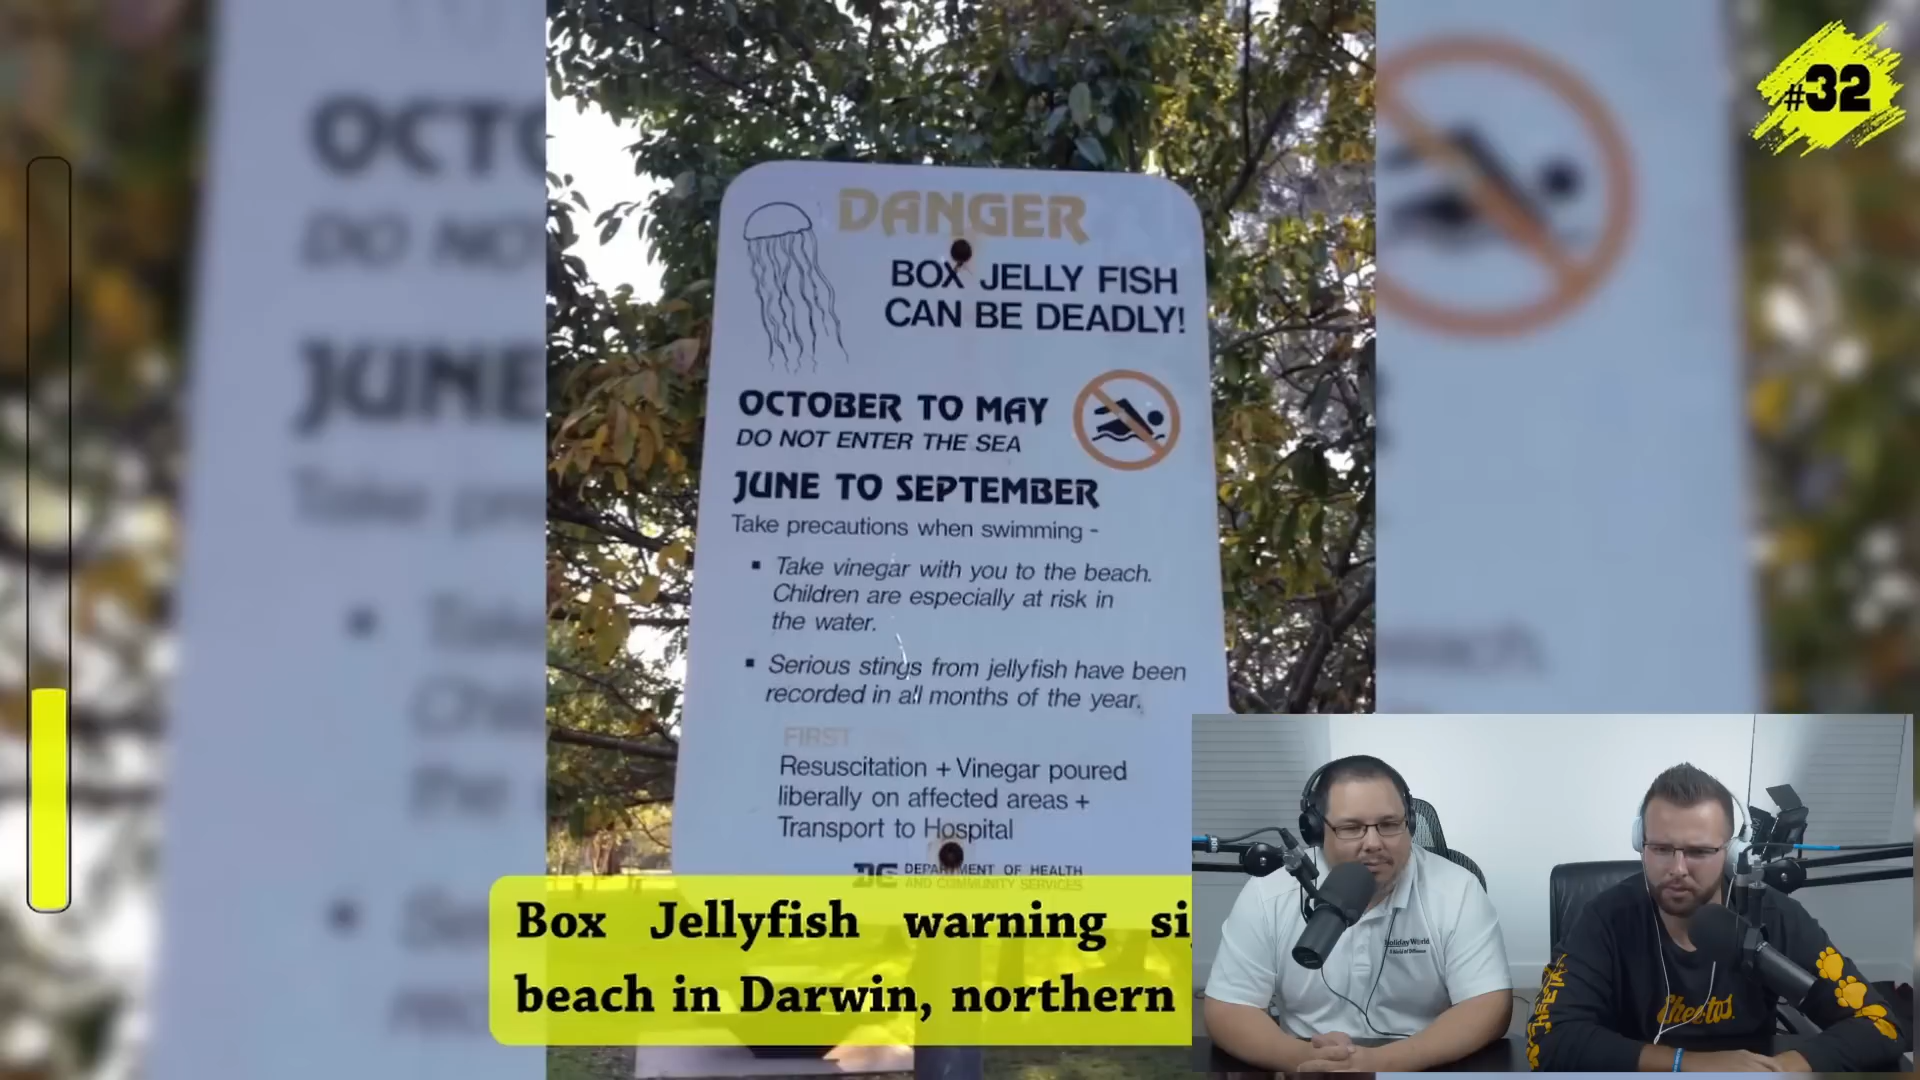 #32
DANGER
BOX JELLY FISH
CAN BE DEADLY!
OCTOBER TO MAY
DO NOT ENTER THE SEA
JUNE TO SEPTEMBER
Take precautions when swimming -
▪ Take vinegar with you to the beach.
Children are especially at risk in
the water.
▪ Serious stings from jellyfish have been
recorded in all months of the year.
FIRST
Resuscitation + Vinegar poured
liberally on affected areas +
Transport to Hospital
DEPARTMENT OF HEALTH
AND COMMUNITY SERVICES
Box Jellyfish warning
beach in Darwin, northern
Holiday World
Cheetos